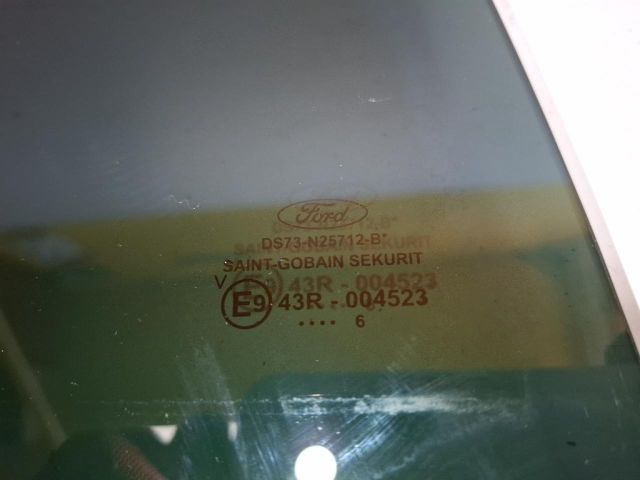 Ford
DS73-N25712-B*
SAINT-GOBAIN SEKURIT
V E9 43R - 004523
.... 6